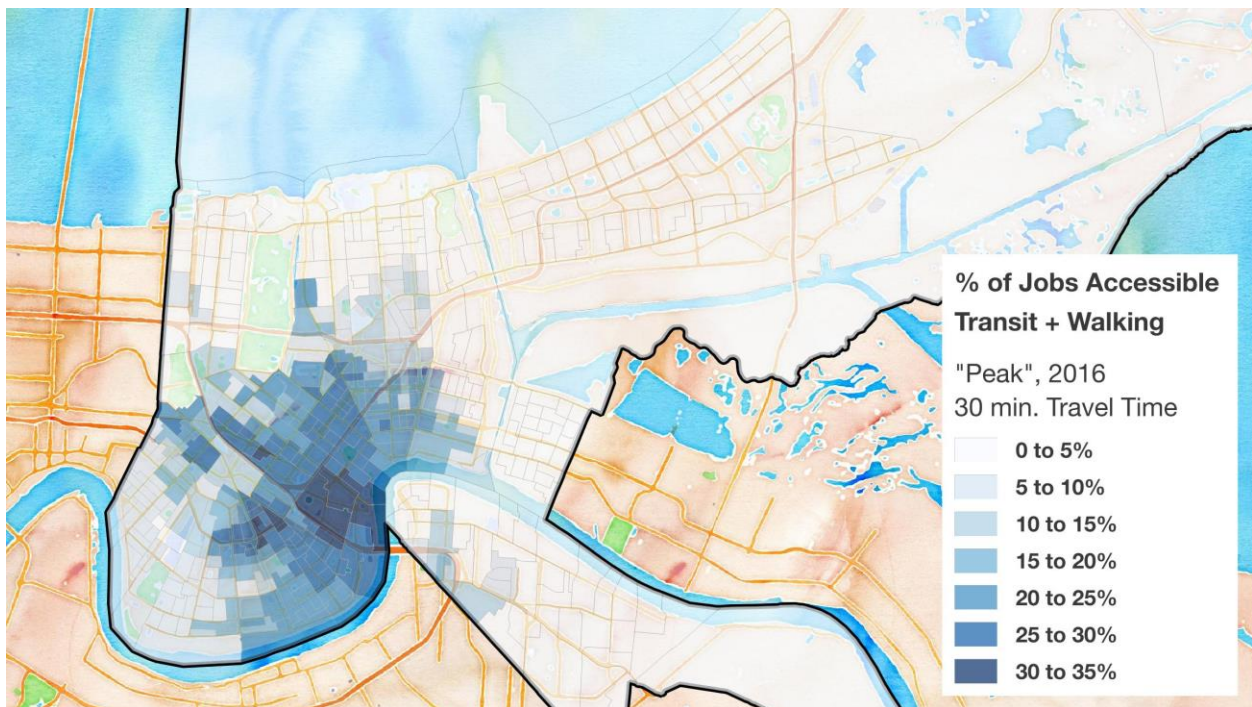 % of Jobs Accessible
Transit + Walking
"Peak", 2016
30 min. Travel Time
0 to 5%
5 to 10%
10 to 15%
15 to 20%
20 to 25%
25 to 30%
30 to 35%